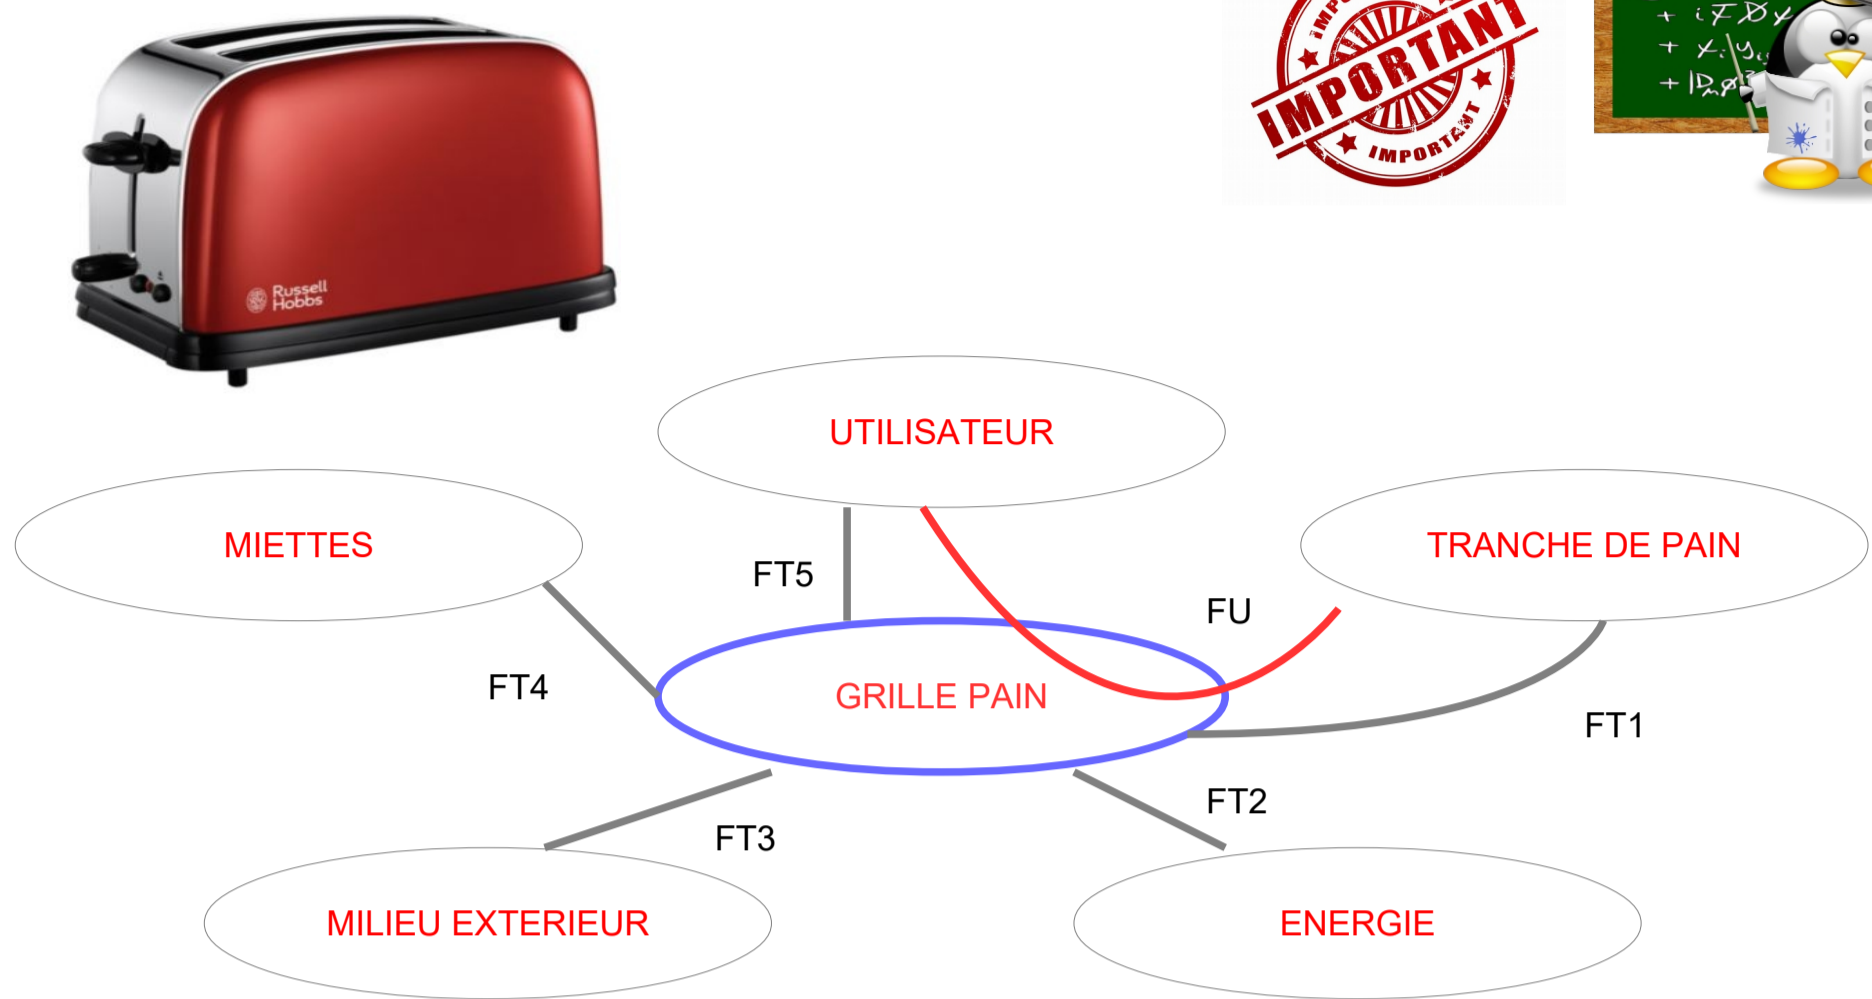 IMPORTANT
IMPORTANT
Russell
Hobbs
UTILISATEUR
MIETTES
TRANCHE DE PAIN
FT5
FU
FT4
GRILLE PAIN
FT1
FT2
FT3
MILIEU EXTERIEUR
ENERGIE